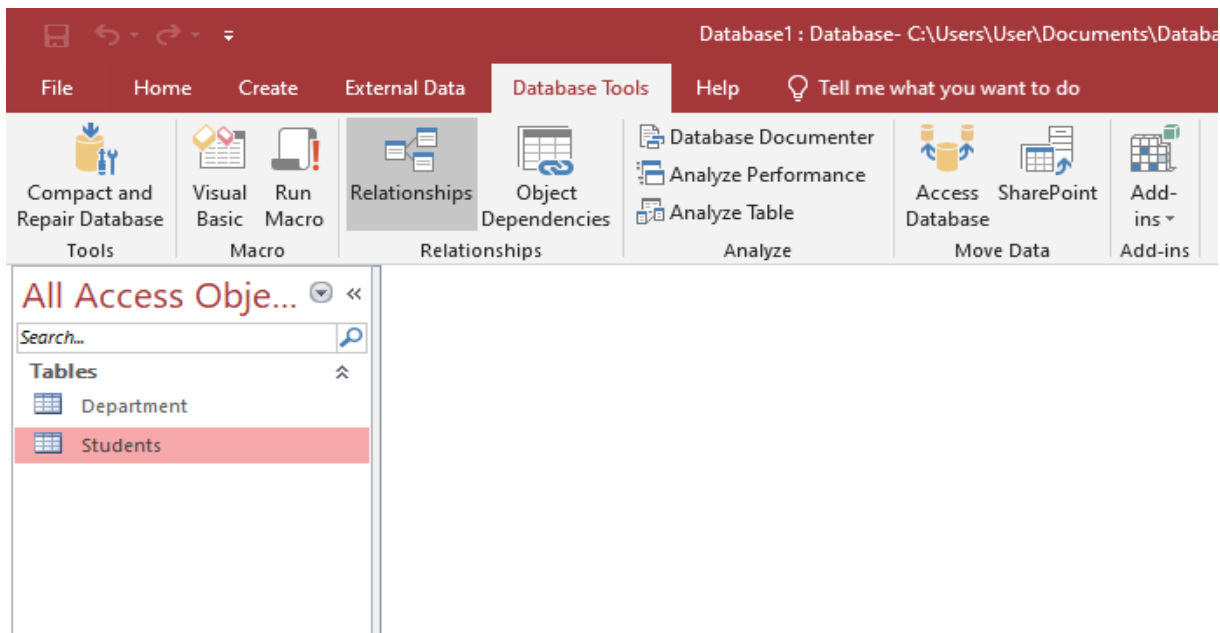 Database1 : Database- C:\Users\User\Documents\Databa
File Home Create External Data Database Tools Help Tell me what you want to do
Compact and
Repair Database
Visual
Basic
Run
Macro
Relationships
Object
Dependencies
Database Documenter
Analyze Performance
Analyze Table
Access
Database
SharePoint
Add-
ins
Tools Macro Relationships Analyze Move Data Add-ins
All Access Obje...
Search...
Tables
Department
Students